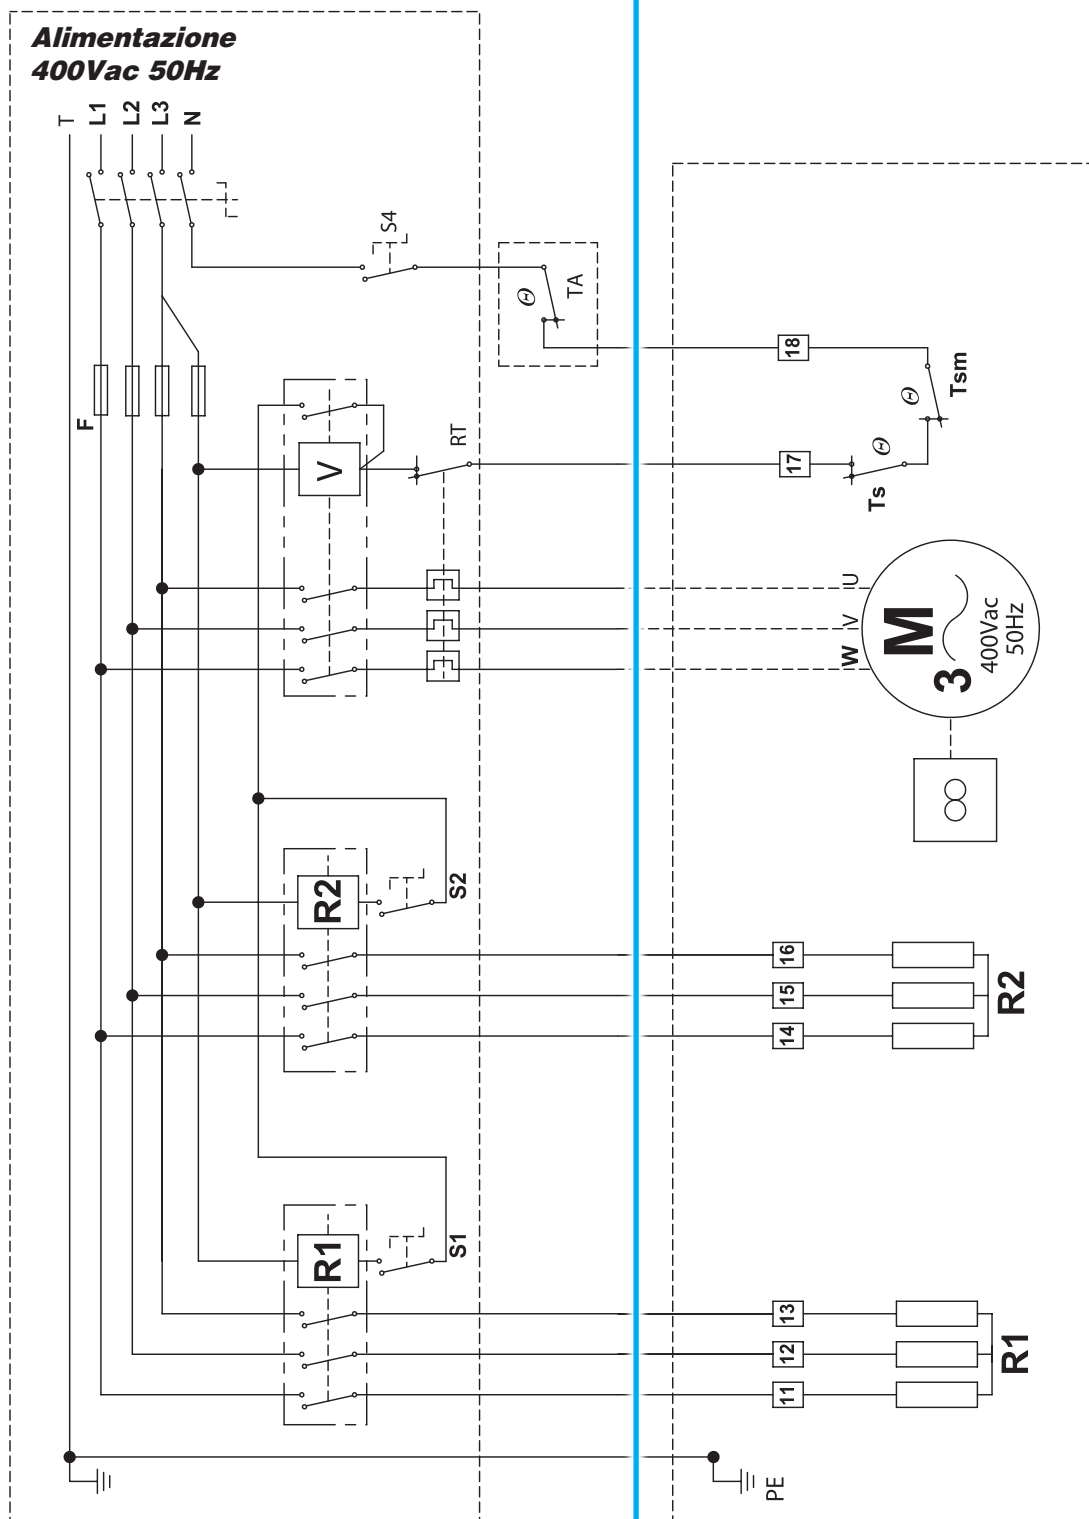 Alimentazione
400Vac 50Hz
T
L1
L2
L3
N
S4
Θ
TA
18
Tsm
Θ
F
V
RT
17
Θ
Ts
U
V
W
M
3
400Vac
50Hz
R2
S2
16
15
14
R2
R1
S1
13
12
11
R1
PE